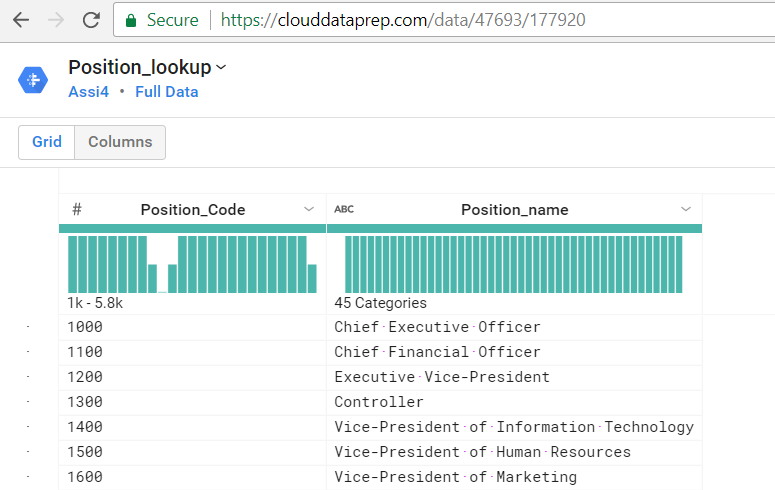 Secure https://clouddataprep.com/data/47693/177920
Position_lookup
Assi4 • Full Data
Grid Columns
# Position_Code ABC Position_name
1k - 5.8k 45 Categories
1000 Chief·Executive·Officer
1100 Chief·Financial·Officer
1200 Executive·Vice-President
1300 Controller
1400 Vice-President·of·Information·Technology
1500 Vice-President·of·Human·Resources
1600 Vice-President·of·Marketing